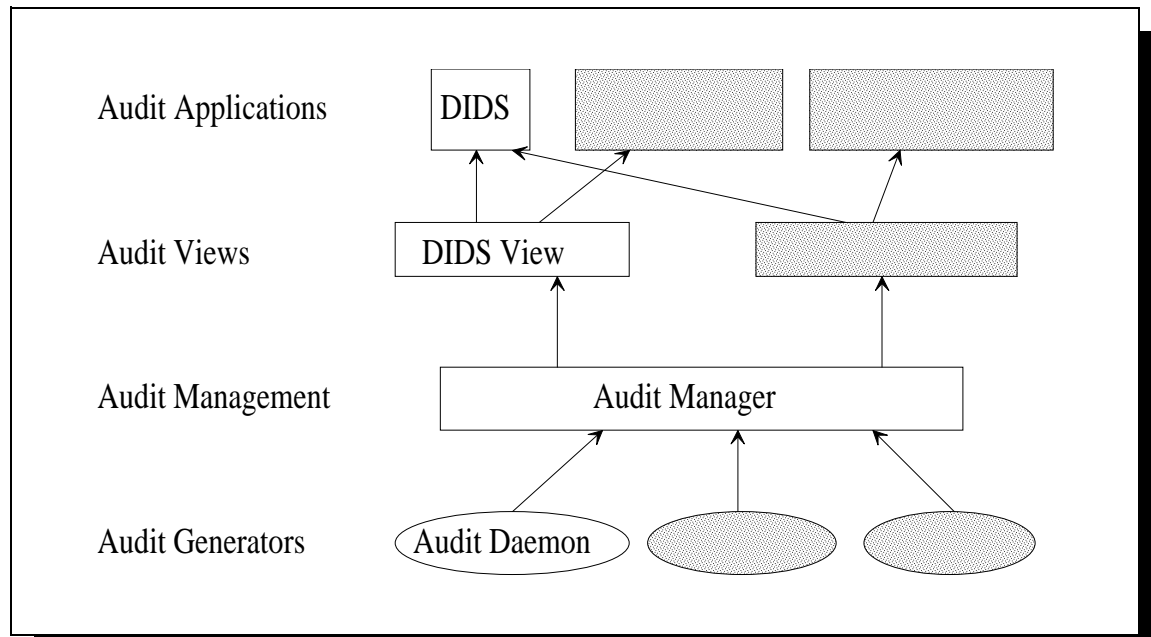 Audit Applications
DIDS
Audit Views
DIDS View
Audit Management
Audit Manager
Audit Generators
Audit Daemon